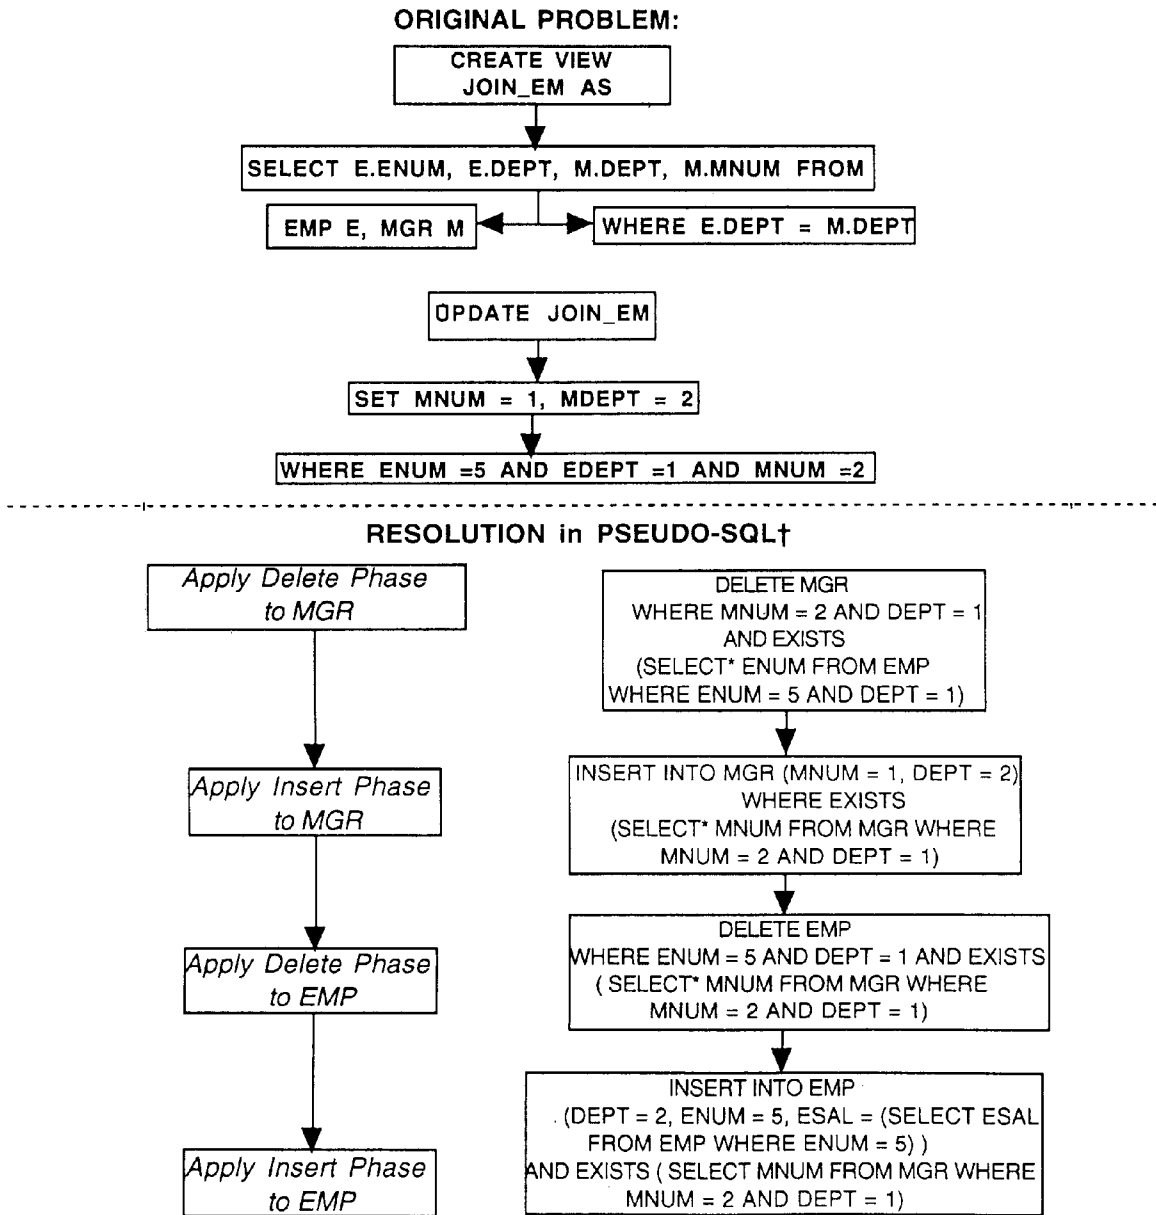 ORIGINAL PROBLEM:
CREATE VIEW
JOIN_EM AS
SELECT E.ENUM, E.DEPT, M.DEPT, M.MNUM FROM
EMP E, MGR M
WHERE E.DEPT = M.DEPT
UPDATE JOIN_EM
SET MNUM = 1, MDEPT = 2
WHERE ENUM =5 AND EDEPT =1 AND MNUM =2
RESOLUTION in PSEUDO-SQL†
Apply Delete Phase
to MGR
Apply Insert Phase
to MGR
Apply Delete Phase
to EMP
Apply Insert Phase
to EMP
DELETE MGR
WHERE MNUM = 2 AND DEPT = 1
AND EXISTS
(SELECT* ENUM FROM EMP
WHERE ENUM = 5 AND DEPT = 1)
INSERT INTO MGR (MNUM = 1, DEPT = 2)
WHERE EXISTS
(SELECT* MNUM FROM MGR WHERE
MNUM = 2 AND DEPT = 1)
DELETE EMP
WHERE ENUM = 5 AND DEPT = 1 AND EXISTS
( SELECT* MNUM FROM MGR WHERE
MNUM = 2 AND DEPT = 1)
INSERT INTO EMP
(DEPT = 2, ENUM = 5, ESAL = (SELECT ESAL
FROM EMP WHERE ENUM = 5) )
AND EXISTS ( SELECT MNUM FROM MGR WHERE
MNUM = 2 AND DEPT = 1)